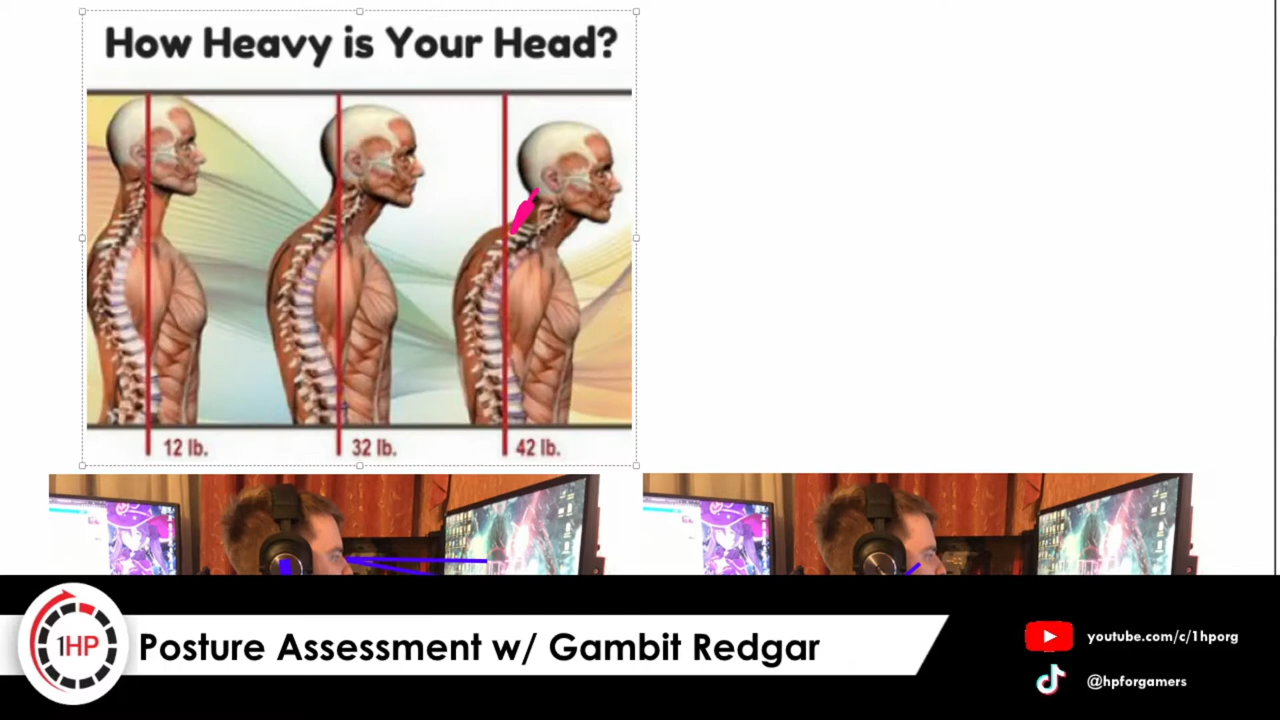 How Heavy is Your Head?
12 lb.
32 lb.
42 lb.
1HP
Posture Assessment w/ Gambit Redgar
youtube.com/c/1hporg
@hpforgamers